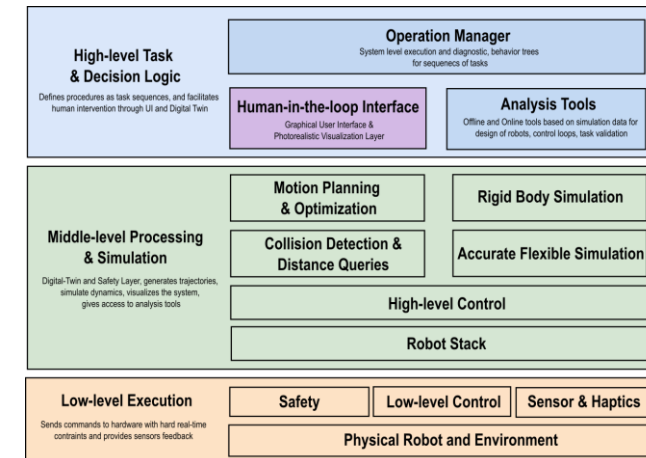 High-level Task
& Decision Logic
Defines procedures as task sequences, and facilitates
human intervention through UI and Digital Twin
Operation Manager
System level execution and diagnostic, behavior trees
for sequenecs of tasks
Human-in-the-loop Interface
Graphical User Interface &
Photorealistic Visualization Layer
Analysis Tools
Offline and Online tools based on simulation data for
design of robots, control loops, task validation
Middle-level Processing
& Simulation
Digital-Twin and Safety Layer, generates trajectories,
simulate dynamics, visualizes the system,
gives access to analysis tools
Motion Planning
& Optimization
Rigid Body Simulation
Collision Detection &
Distance Queries
Accurate Flexible Simulation
High-level Control
Robot Stack
Low-level Execution
Sends commands to hardware with hard real-time
contraints and provides sensors feedback
Safety
Low-level Control
Sensor & Haptics
Physical Robot and Environment